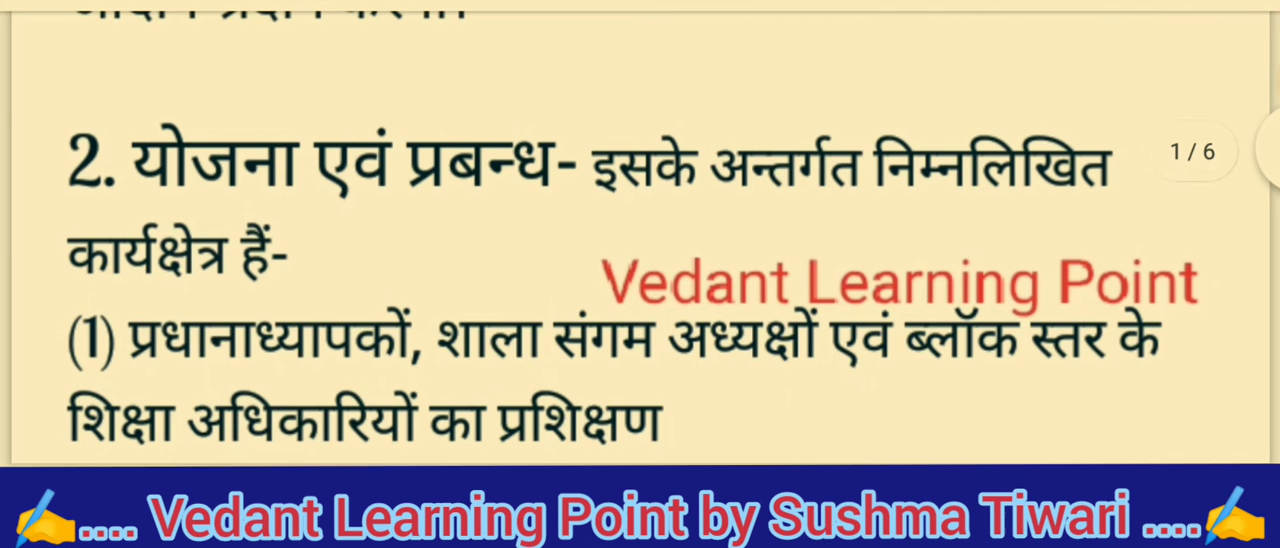 2. योजना एवं प्रबन्ध- इसके अन्तर्गत निम्नलिखित
1 / 6
कार्यक्षेत्र हैं-
Vedant Learning Point
(1) प्रधानाध्यापकों, शाला संगम अध्यक्षों एवं ब्लॉक स्तर के
शिक्षा अधिकारियों का प्रशिक्षण
.... Vedant Learning Point by Sushma Tiwari ....